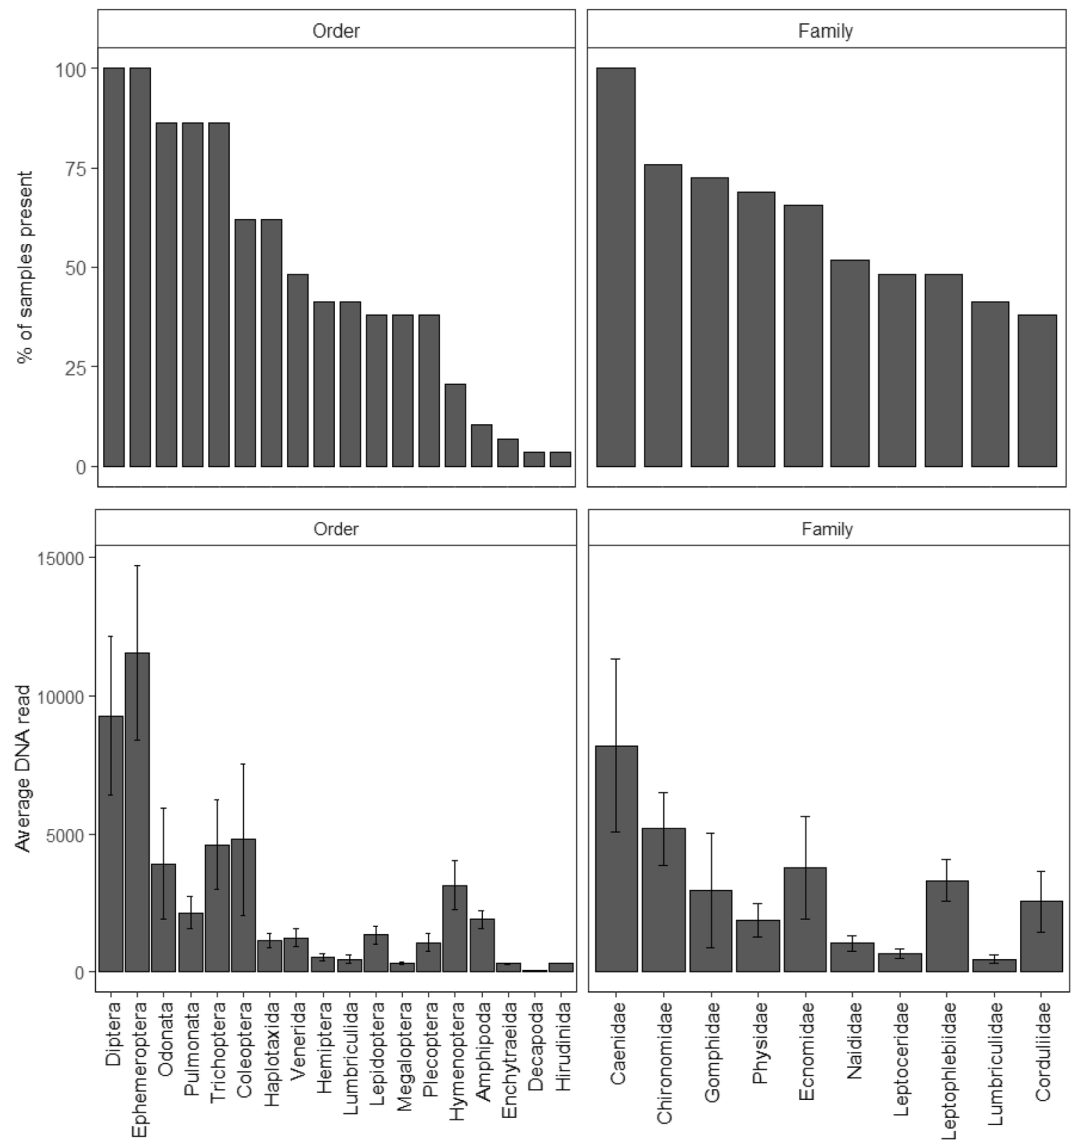 Order
Family
% of samples present
100
75
50
25
0
Order
Family
Average DNA read
15000
10000
5000
0
Diptera
Ephemeroptera
Odonata
Pulmonata
Trichoptera
Coleoptera
Haplotaxida
Venerida
Hemiptera
Lumbriculida
Lepidoptera
Megaloptera
Plecoptera
Hymenoptera
Amphipoda
Enchytraeida
Decapoda
Hirudinida
Caenidae
Chironomidae
Gomphidae
Physidae
Ecnomidae
Naididae
Leptoceridae
Leptophlebiidae
Lumbriculidae
Corduliidae